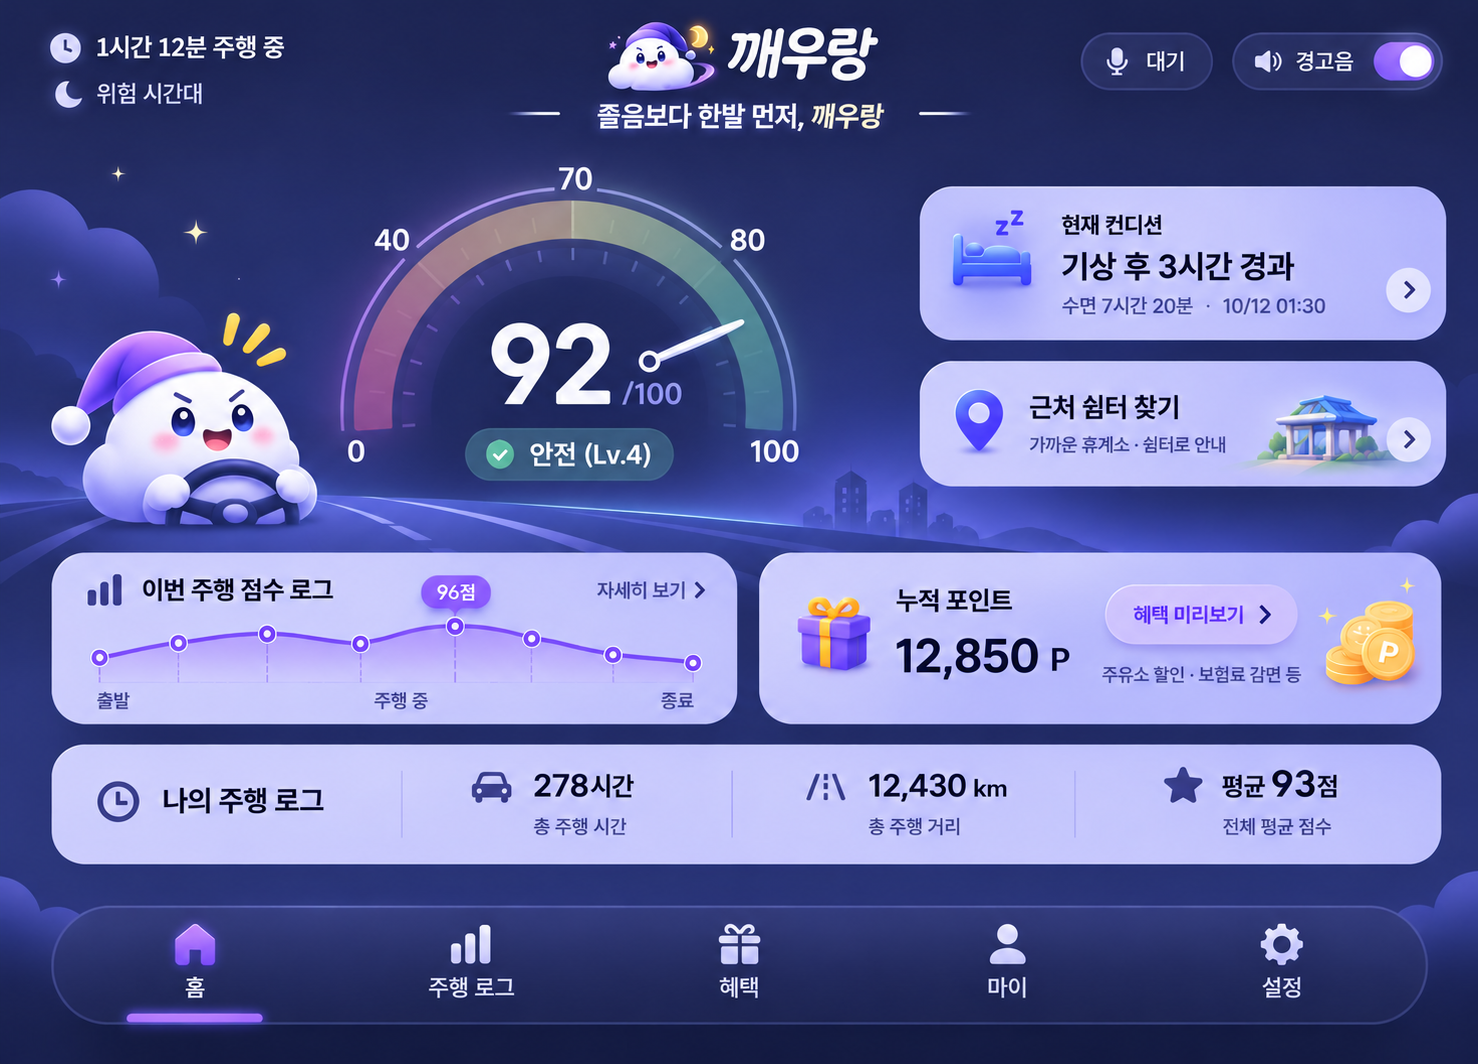 1시간 12분 주행 중
위험 시간대
깨우랑
졸음보다 한발 먼저, 깨우랑
대기
경고음
0
40
70
80
100
92 /100
안전 (Lv.4)
zz
현재 컨디션
기상 후 3시간 경과
수면 7시간 20분 · 10/12 01:30
근처 쉼터 찾기
가까운 휴게소 · 쉼터로 안내
이번 주행 점수 로그
96점
자세히 보기
출발
주행 중
종료
누적 포인트
12,850 P
혜택 미리보기
주유소 할인 · 보험료 감면 등
P
나의 주행 로그
278시간
총 주행 시간
12,430 km
총 주행 거리
평균 93점
전체 평균 점수
홈
주행 로그
혜택
마이
설정